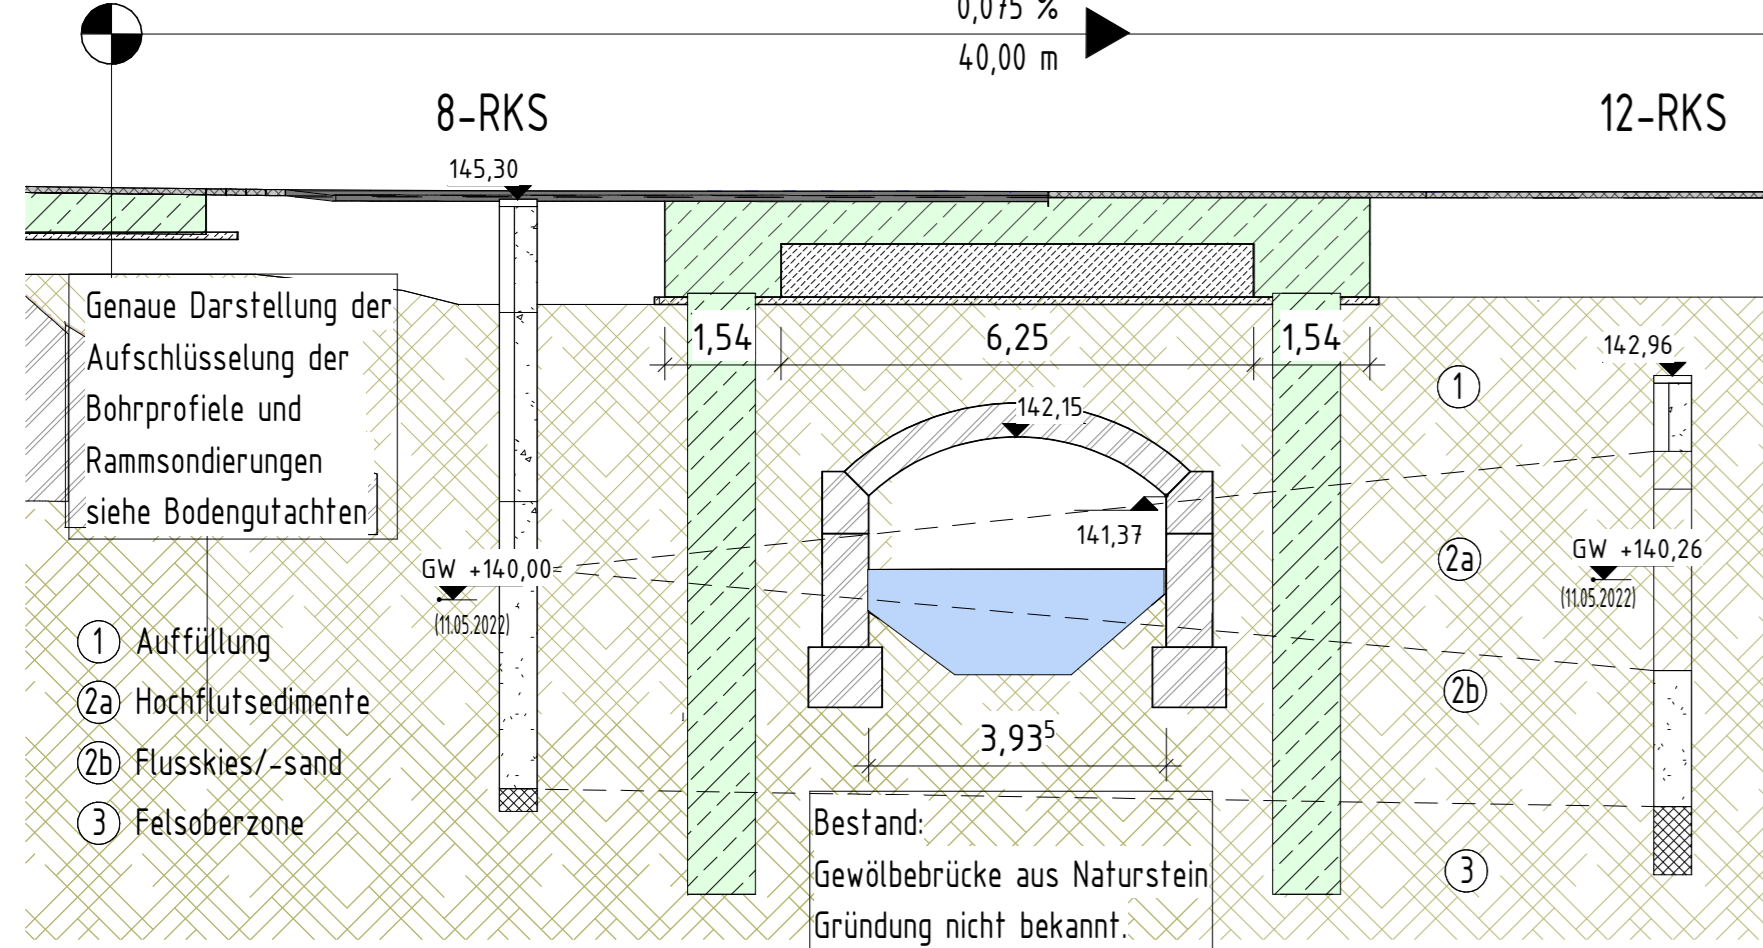 0,075 %
40,00 m
8-RKS
12-RKS
145,30
Genaue Darstellung der
Aufschlüsselung der
Bohrprofiele und
Rammsondierungen
siehe Bodengutachten
1,54
6,25
1,54
142,96
1
142,15
141,37
2a
GW +140,00
(11.05.2022)
GW +140,26
(11.05.2022)
1 Auffüllung
2a Hochflutsedimente
2b Flusskies/-sand
3 Felsoberzone
2b
3,93⁵
3
Bestand:
Gewölbebrücke aus Naturstein
Gründung nicht bekannt.